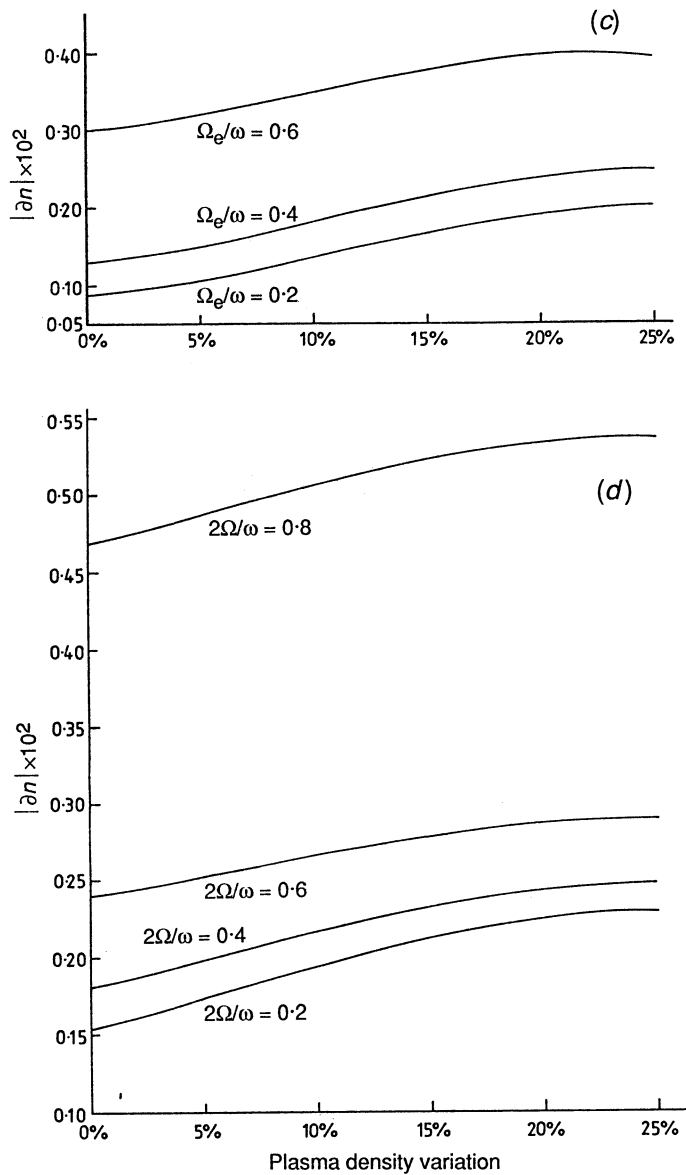 (c)
0·40
0·30
0·20
0·10
0·05
|∂n|×10²
Ωe/ω = 0·6
Ωe/ω = 0·4
Ωe/ω = 0·2
0%
5%
10%
15%
20%
25%
(d)
0·55
0·50
0·45
0·40
0·35
0·30
0·25
0·20
0·15
0·10
|∂n|×10²
2Ω/ω = 0·8
2Ω/ω = 0·6
2Ω/ω = 0·4
2Ω/ω = 0·2
0%
5%
10%
15%
20%
25%
Plasma density variation